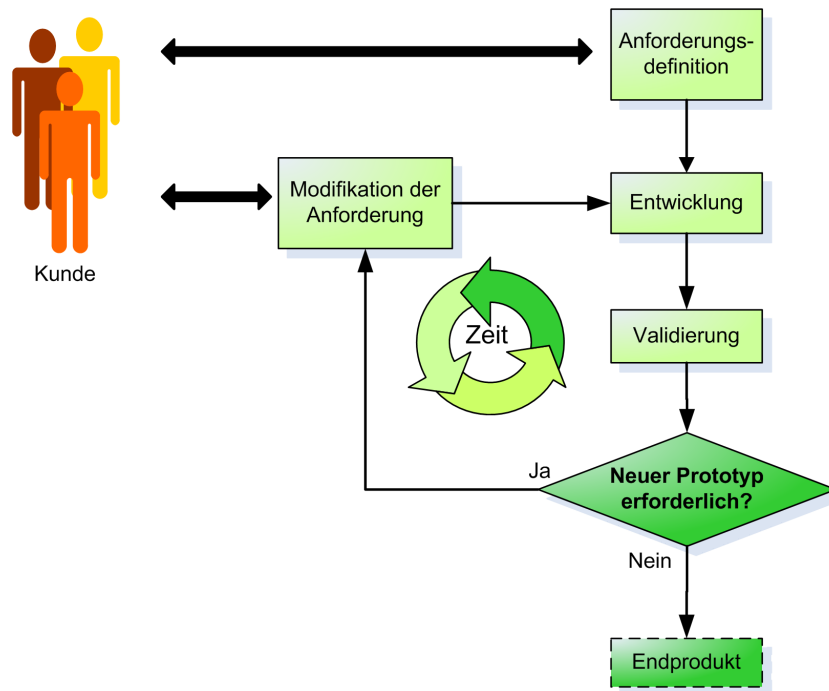 Anforderungs-
definition
Modifikation der
Anforderung
Entwicklung
Kunde
Zeit
Validierung
Ja
Neuer Prototyp
erforderlich?
Nein
Endprodukt